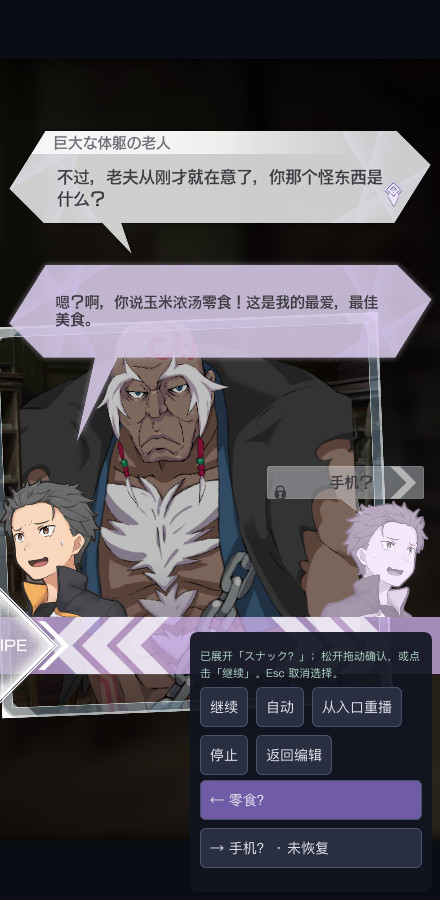 巨大な体躯の老人
不过，老夫从刚才就在意了，你那个怪东西是
什么？
嗯？啊，你说玉米浓汤零食！这是我的最爱，最佳
美食。
手机？
IPE
已展开「スナック？」；松开拖动确认，或点
击「继续」。Esc 取消选择。
继续
自动
从入口重播
停止
返回编辑
← 零食？
→ 手机？ · 未恢复